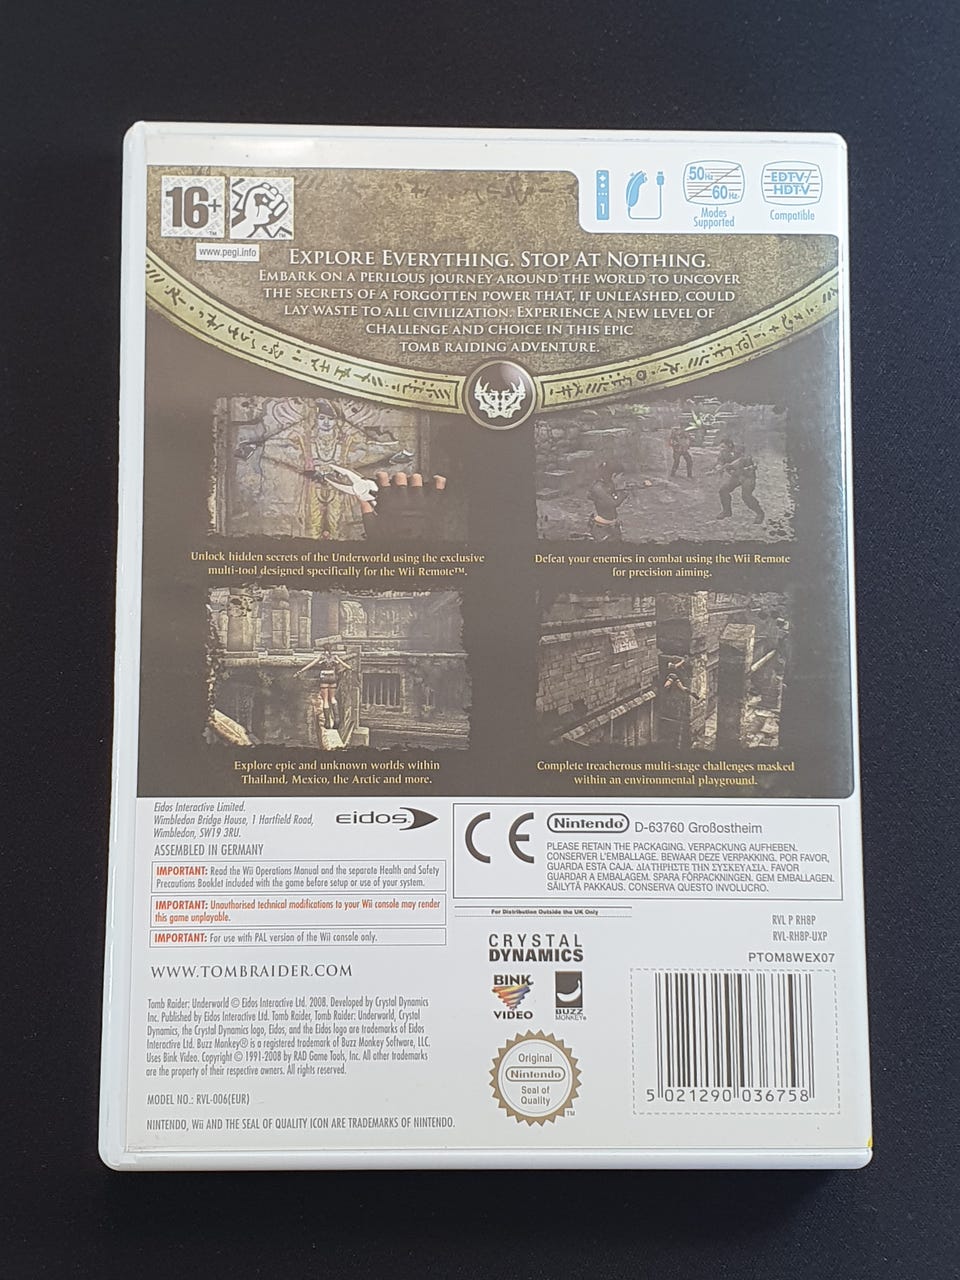 16+
TM
TM
www.pegi.info
1
50Hz
60Hz
Modes
Supported
EDTV/
HDTV
Compatible
EXPLORE EVERYTHING. STOP AT NOTHING.
EMBARK ON A PERILOUS JOURNEY AROUND THE WORLD TO UNCOVER
THE SECRETS OF A FORGOTTEN POWER THAT, IF UNLEASHED, COULD
LAY WASTE TO ALL CIVILIZATION. EXPERIENCE A NEW LEVEL OF
CHALLENGE AND CHOICE IN THIS EPIC
TOMB RAIDING ADVENTURE.
Unlock hidden secrets of the Underworld using the exclusive
multi-tool designed specifically for the Wii Remote™.
Defeat your enemies in combat using the Wii Remote
for precision aiming.
Explore epic and unknown worlds within
Thailand, Mexico, the Arctic and more.
Complete treacherous multi-stage challenges masked
within an environmental playground.
Eidos Interactive Limited.
Wimbledon Bridge House, 1 Hartfield Road,
Wimbledon, SW19 3RU.
ASSEMBLED IN GERMANY
eidos
IMPORTANT: Read the Wii Operations Manual and the separate Health and Safety
Precautions Booklet included with the game before setup or use of your system.
IMPORTANT: Unauthorised technical modifications to your Wii console may render
this game unplayable.
IMPORTANT: For use with PAL version of the Wii console only.
CE
Nintendo D-63760 Großostheim
PLEASE RETAIN THE PACKAGING. VERPACKUNG AUFHEBEN.
CONSERVER L'EMBALAGE. BEWAAR DEZE VERPAKKING. POR FAVOR,
GUARDA ESTA CAJA. ΔΙΑΤΗΡΗΣΤΕ ΤΗΝ ΣΥΣΚΕΥΑΣΙΑ. FAVOR
GUARDAR A EMBALAGEM. SPARA FÖRPACKNINGEN. GEM EMBALLAGEN.
SÄILYTÄ PAKKAUS. CONSERVA QUESTO INVOLUCRO.
For Distribution Outside the UK Only
RVL P RH8P
RVL-RH8P-UXP
PTOM8WEX07
WWW.TOMBRAIDER.COM
CRYSTAL
DYNAMICS
BINK
VIDEO
BUZZ
MONKEY®
Tomb Raider: Underworld © Eidos Interactive Ltd. 2008. Developed by Crystal Dynamics
Inc. Published by Eidos Interactive Ltd. Tomb Raider, Tomb Raider: Underworld, Crystal
Dynamics, the Crystal Dynamics logo, Eidos, and the Eidos logo are trademarks of Eidos
Interactive Ltd. Buzz Monkey® is a registered trademark of Buzz Monkey Software, LLC.
Uses Bink Video. Copyright © 1991-2008 by RAD Game Tools, Inc. All other trademarks
are the property of their respective owners. All rights reserved.
MODEL NO.: RVL-006(EUR)
NINTENDO, Wii AND THE SEAL OF QUALITY ICON ARE TRADEMARKS OF NINTENDO.
Original
Nintendo
Seal of
Quality
TM
5 021290 036758